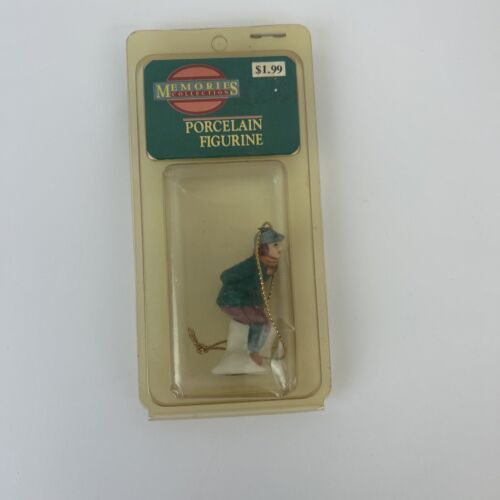 $1.99
MEMORIES
COLLECTION
PORCELAIN
FIGURINE